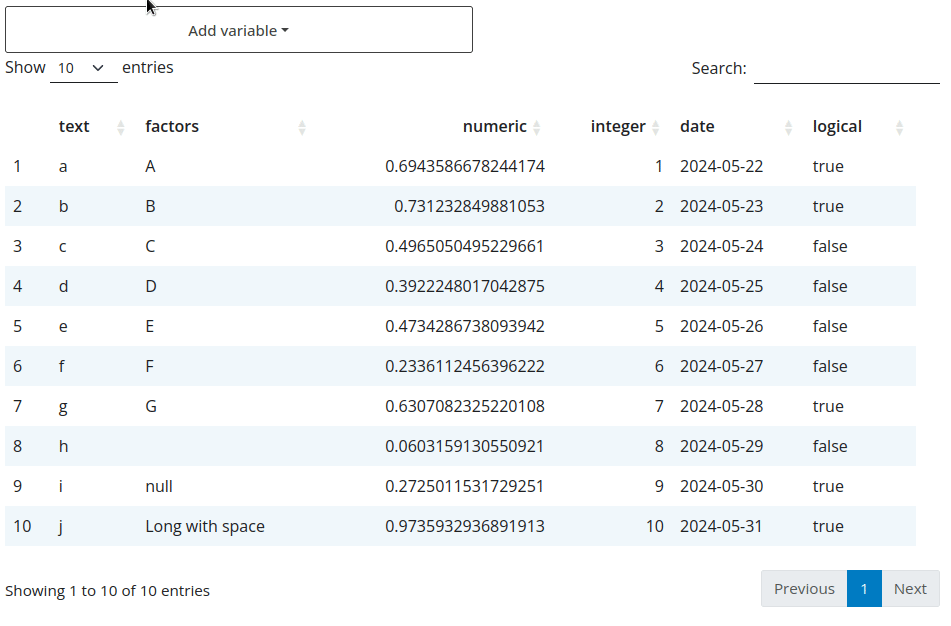 Add variable
Show 10 entries Search:
text factors numeric integer date logical
1 a A 0.6943586678244174 1 2024-05-22 true
2 b B 0.731232849881053 2 2024-05-23 true
3 c C 0.4965050495229661 3 2024-05-24 false
4 d D 0.3922248017042875 4 2024-05-25 false
5 e E 0.4734286738093942 5 2024-05-26 false
6 f F 0.2336112456396222 6 2024-05-27 false
7 g G 0.6307082325220108 7 2024-05-28 true
8 h 0.0603159130550921 8 2024-05-29 false
9 i null 0.2725011531729251 9 2024-05-30 true
10 j Long with space 0.9735932936891913 10 2024-05-31 true
Showing 1 to 10 of 10 entries Previous 1 Next